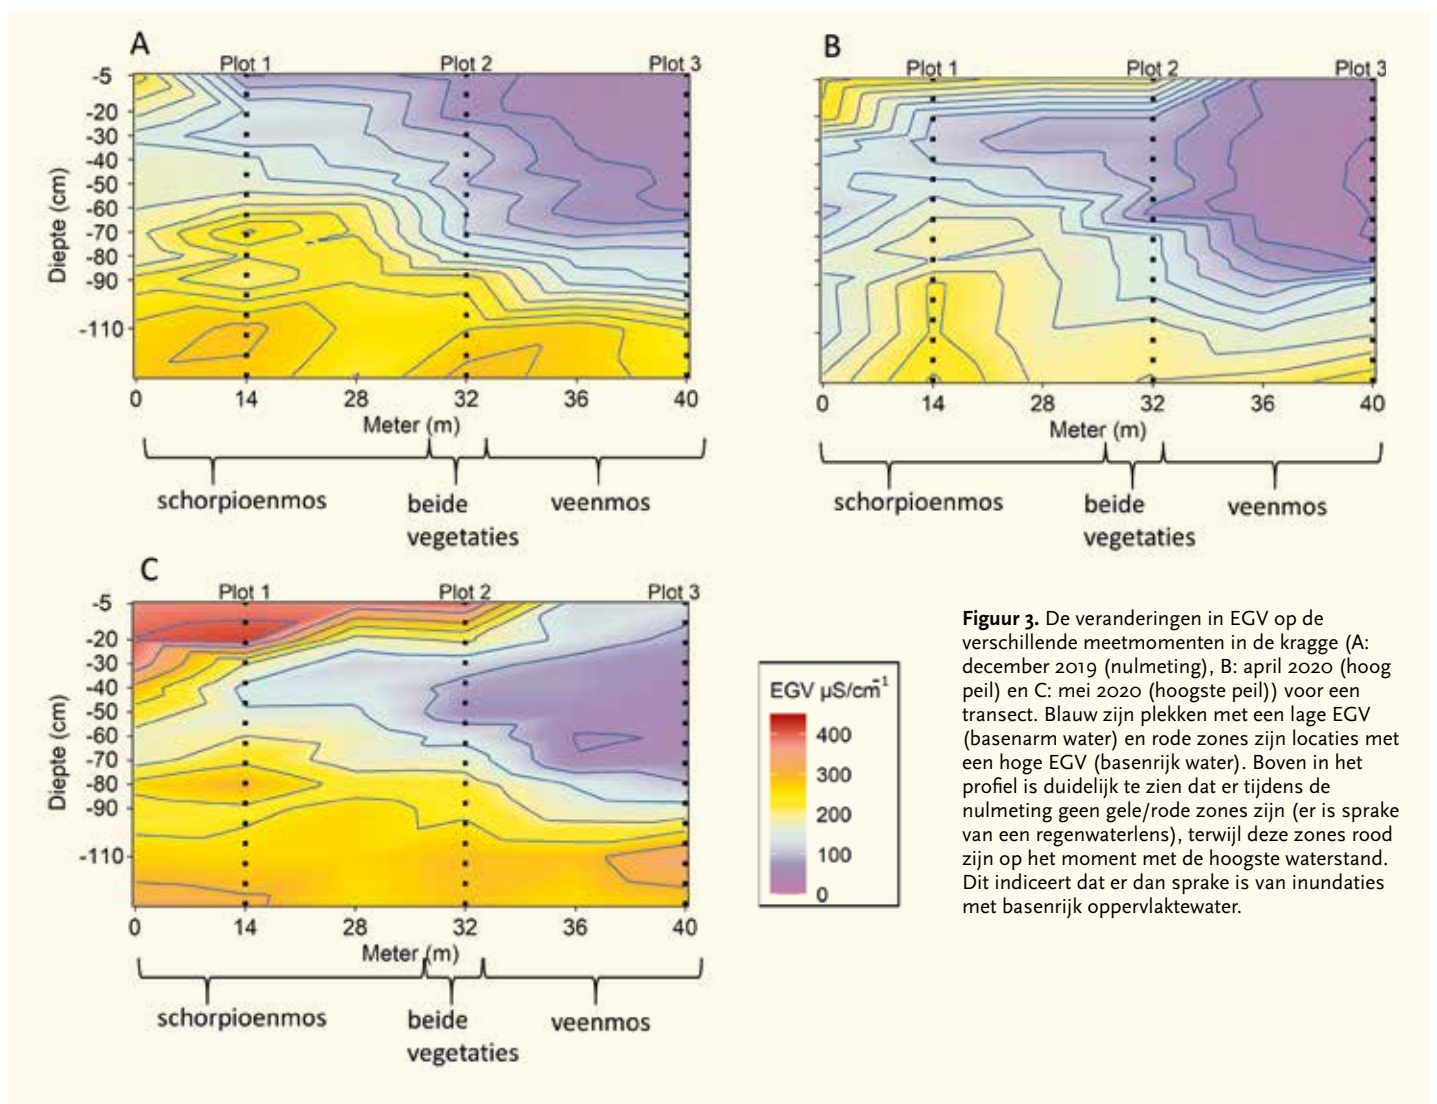 A
Plot 1 Plot 2 Plot 3
-5
-20
-30
-40
-50
-60
-70
-80
-90
-110
Diepte (cm)
0 14 28 32 36 40
Meter (m)
schorpioenmos beide veenmos
vegetaties
B
Plot 1 Plot 2 Plot 3
0 14 28 32 36 40
Meter (m)
schorpioenmos beide veenmos
vegetaties
C
Plot 1 Plot 2 Plot 3
-5
-20
-30
-40
-50
-60
-70
-80
-90
-110
Diepte (cm)
0 14 28 32 36 40
Meter (m)
schorpioenmos beide veenmos
vegetaties
EGV µS/cm⁻¹
400
300
200
100
0
Figuur 3. De veranderingen in EGV op de
verschillende meetmomenten in de kragge (A:
december 2019 (nulmeting), B: april 2020 (hoog
peil) en C: mei 2020 (hoogste peil)) voor een
transect. Blauw zijn plekken met een lage EGV
(basenarm water) en rode zones zijn locaties met
een hoge EGV (basenrijk water). Boven in het
profiel is duidelijk te zien dat er tijdens de
nulmeting geen gele/rode zones zijn (er is sprake
van een regenwaterlens), terwijl deze zones rood
zijn op het moment met de hoogste waterstand.
Dit indiceert dat er dan sprake is van inundaties
met basenrijk oppervlaktewater.